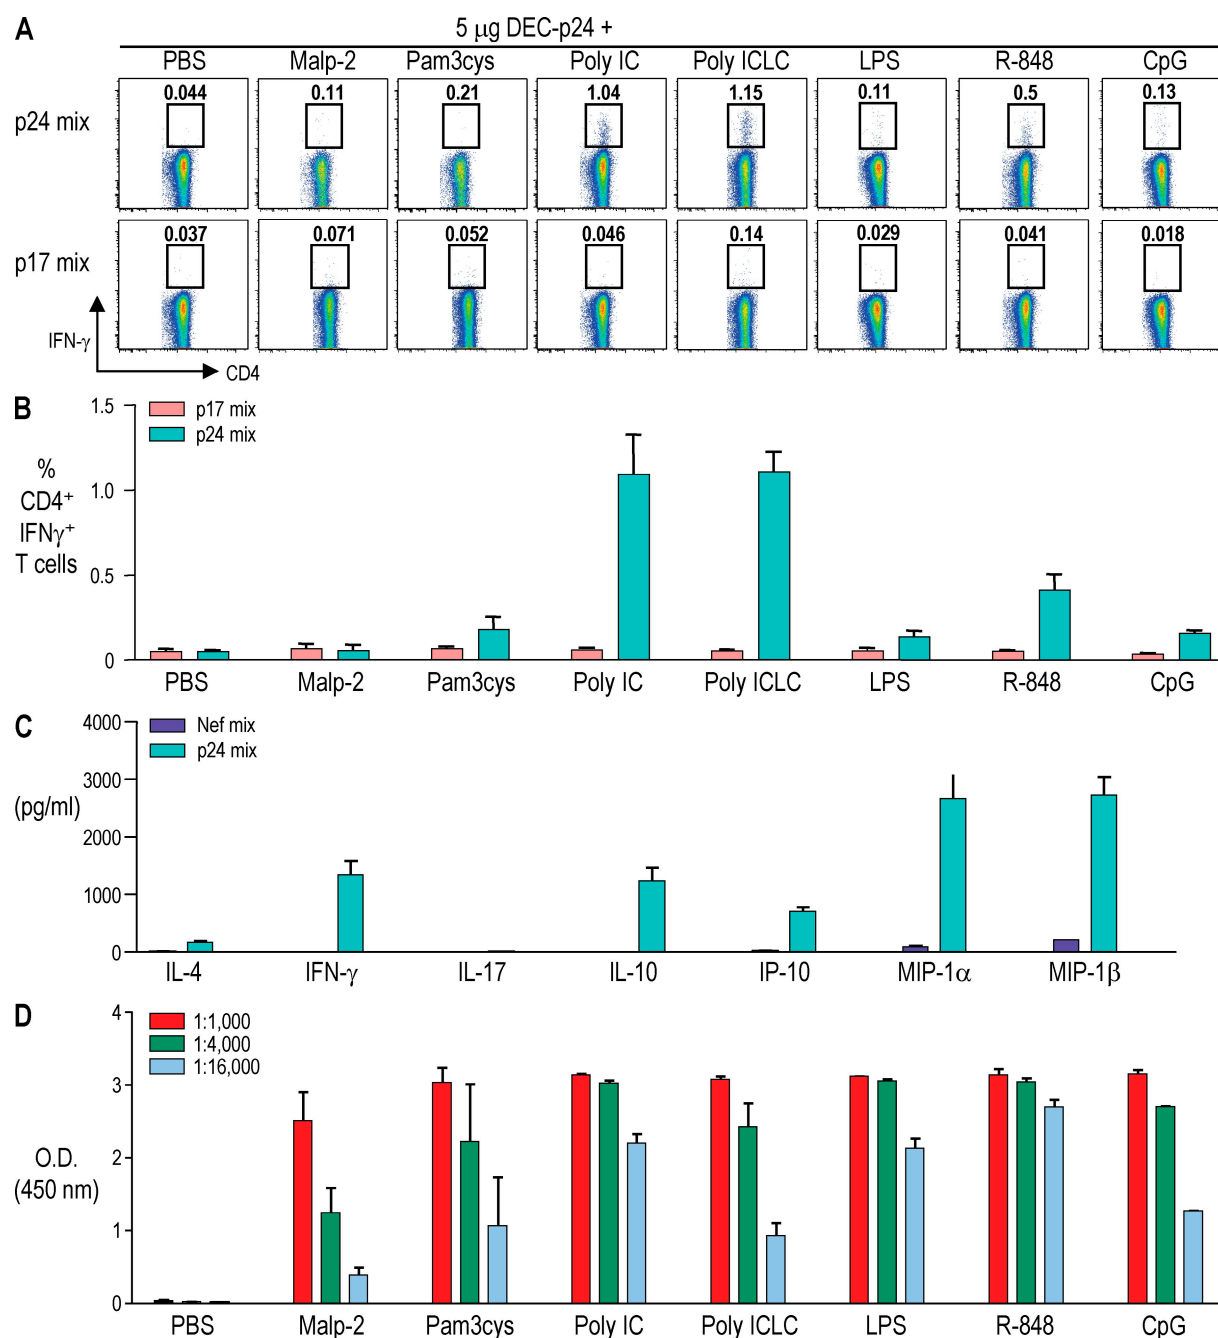 A
5 μg DEC-p24 +
PBS Malp-2 Pam3cys Poly IC Poly ICLC LPS R-848 CpG
p24 mix 0.044 0.11 0.21 1.04 1.15 0.11 0.5 0.13
p17 mix 0.037 0.071 0.052 0.046 0.14 0.029 0.041 0.018
IFN-γ
CD4
B
p17 mix
p24 mix
%
CD4+
IFNγ+
T cells
1.5
1.0
0.5
0
PBS Malp-2 Pam3cys Poly IC Poly ICLC LPS R-848 CpG
C
Nef mix
p24 mix
(pg/ml)
4000
3000
2000
1000
0
IL-4 IFN-γ IL-17 IL-10 IP-10 MIP-1α MIP-1β
D
1:1,000
1:4,000
1:16,000
O.D.
(450 nm)
4
3
2
1
0
PBS Malp-2 Pam3cys Poly IC Poly ICLC LPS R-848 CpG